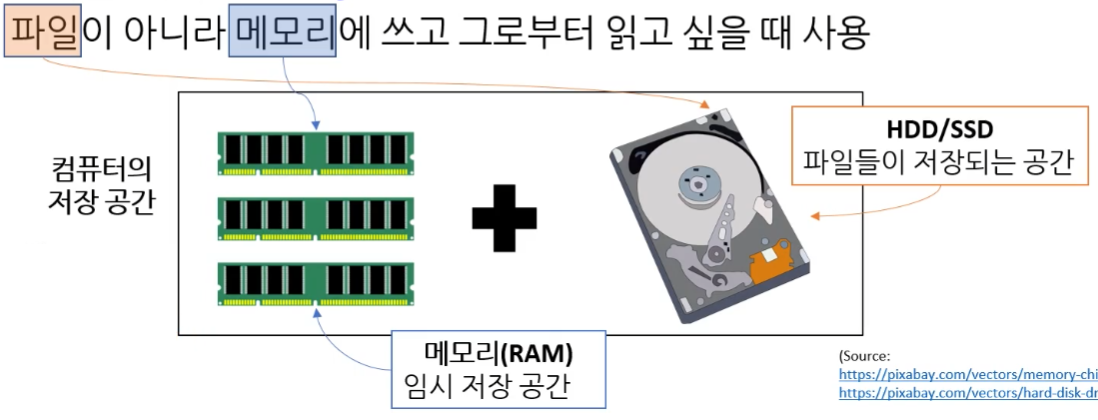 파일이 아니라 메모리에 쓰고 그로부터 읽고 싶을 때 사용
컴퓨터의
저장 공간
HDD/SSD
파일들이 저장되는 공간
메모리(RAM)
임시 저장 공간
(Source:
https://pixabay.com/vectors/memory-chi
https://pixabay.com/vectors/hard-disk-dr